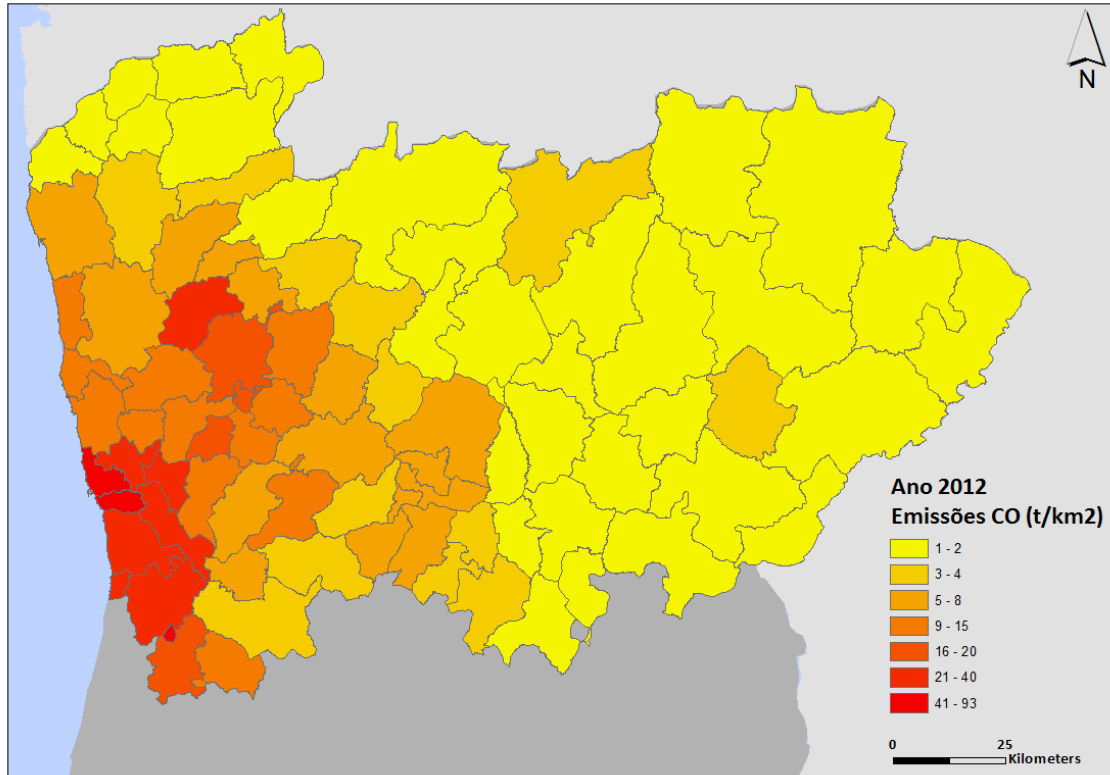 N
Ano 2012
Emissões CO (t/km2)
1 - 2
3 - 4
5 - 8
9 - 15
16 - 20
21 - 40
41 - 93
0 25
Kilometers